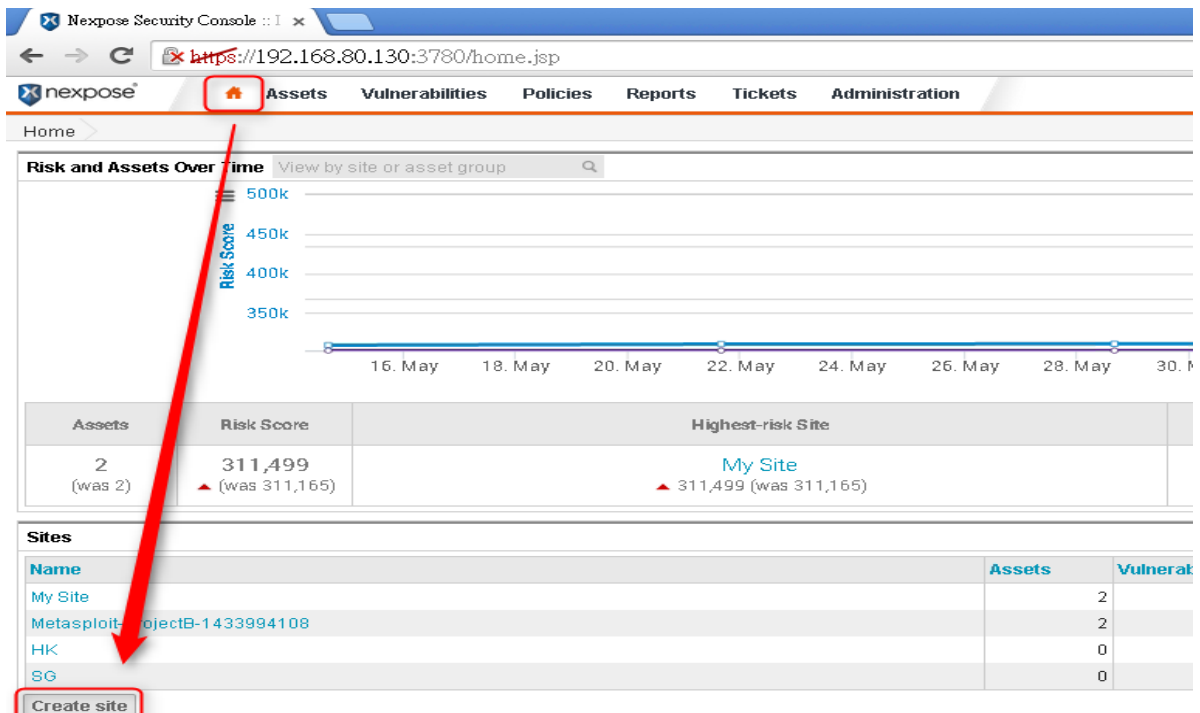 Nexpose Security Console :: I
https://192.168.80.130:3780/home.jsp
nexpose Assets Vulnerabilities Policies Reports Tickets Administration
Home
Risk and Assets Over Time View by site or asset group
Risk Score
500k
450k
400k
350k
16. May 18. May 20. May 22. May 24. May 26. May 28. May 30.
Assets Risk Score Highest-risk Site
2 311,499 My Site
(was 2) (was 311,165) 311,499 (was 311,165)
Sites
Name Assets Vulnerab
My Site 2
Metasploit- ojectB-1433994108 2
HK 0
SG 0
Create site